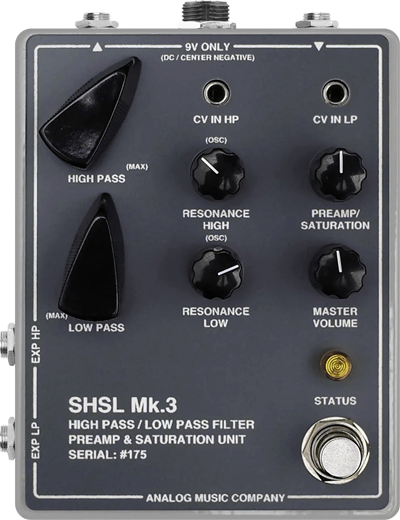 9V ONLY
(DC / CENTER NEGATIVE)
CV IN HP
CV IN LP
(OSC)
(MAX)
HIGH PASS
RESONANCE
HIGH
PREAMP/
SATURATION
(OSC)
(MAX)
LOW PASS
RESONANCE
LOW
MASTER
VOLUME
EXP HP
STATUS
SHSL Mk.3
HIGH PASS / LOW PASS FILTER
PREAMP & SATURATION UNIT
SERIAL: #175
EXP LP
ANALOG MUSIC COMPANY